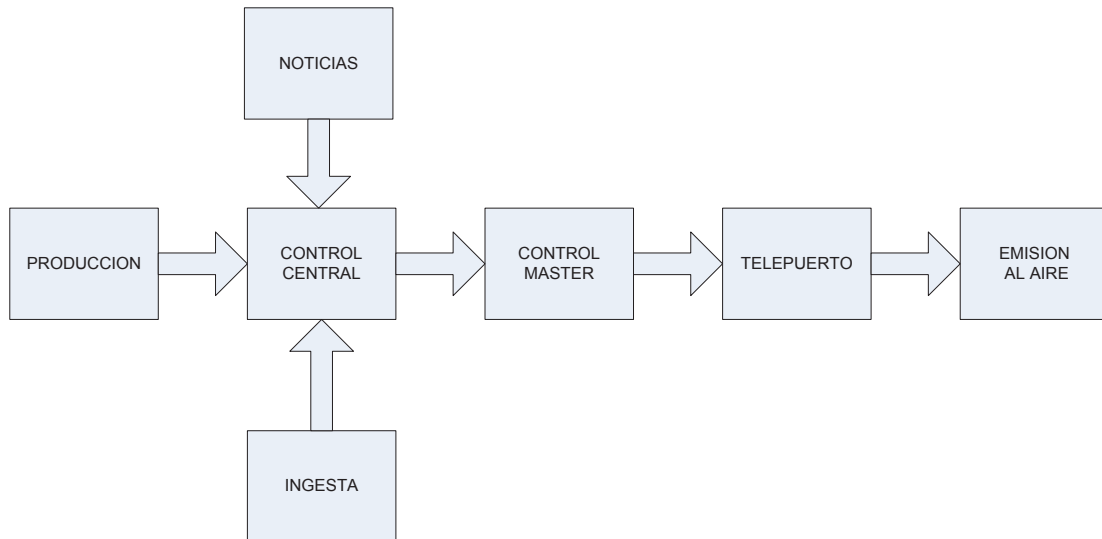 NOTICIAS
PRODUCCION
CONTROL
CENTRAL
CONTROL
MASTER
TELEPUERTO
EMISION
AL AIRE
INGESTA